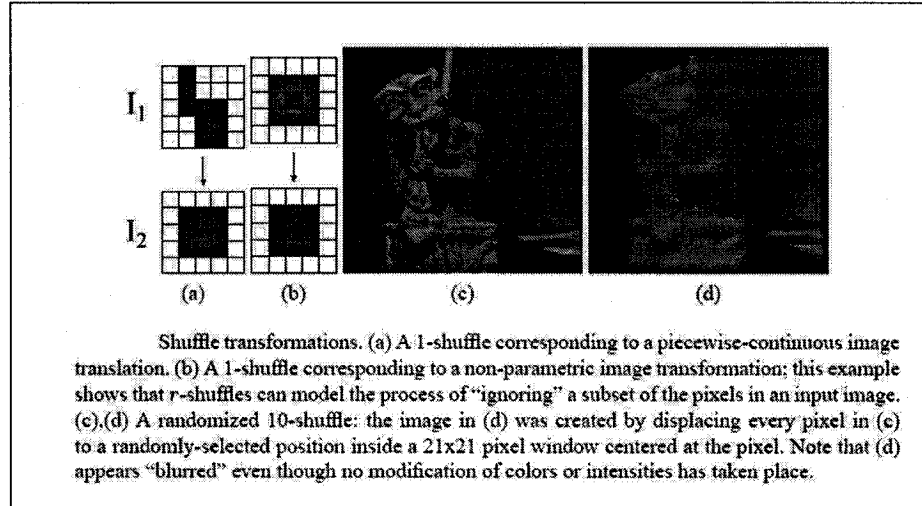 I1
I2
(a)
(b)
(c)
(d)
Shuffle transformations. (a) A 1-shuffle corresponding to a piecewise-continuous image
translation. (b) A 1-shuffle corresponding to a non-parametric image transformation; this example
shows that r-shuffles can model the process of “ignoring” a subset of the pixels in an input image.
(c),(d) A randomized 10-shuffle: the image in (d) was created by displacing every pixel in (c)
to a randomly-selected position inside a 21x21 pixel window centered at the pixel. Note that (d)
appears “blurred” even though no modification of colors or intensities has taken place.